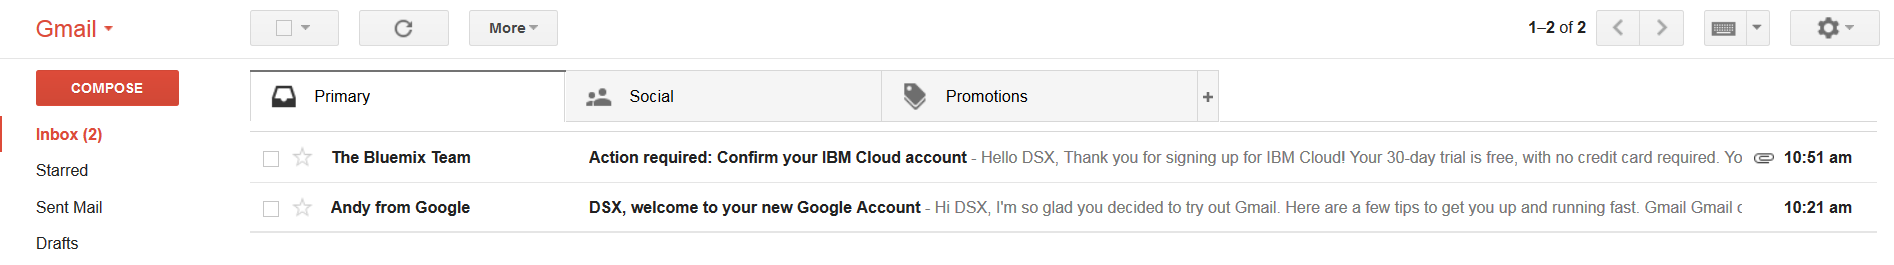 Gmail
More
1–2 of 2
COMPOSE
Primary
Social
Promotions
+
Inbox (2)
Starred
Sent Mail
Drafts
The Bluemix Team Action required: Confirm your IBM Cloud account - Hello DSX, Thank you for signing up for IBM Cloud! Your 30-day trial is free, with no credit card required. Yo 10:51 am
Andy from Google DSX, welcome to your new Google Account - Hi DSX, I'm so glad you decided to try out Gmail. Here are a few tips to get you up and running fast. Gmail Gmail 10:21 am